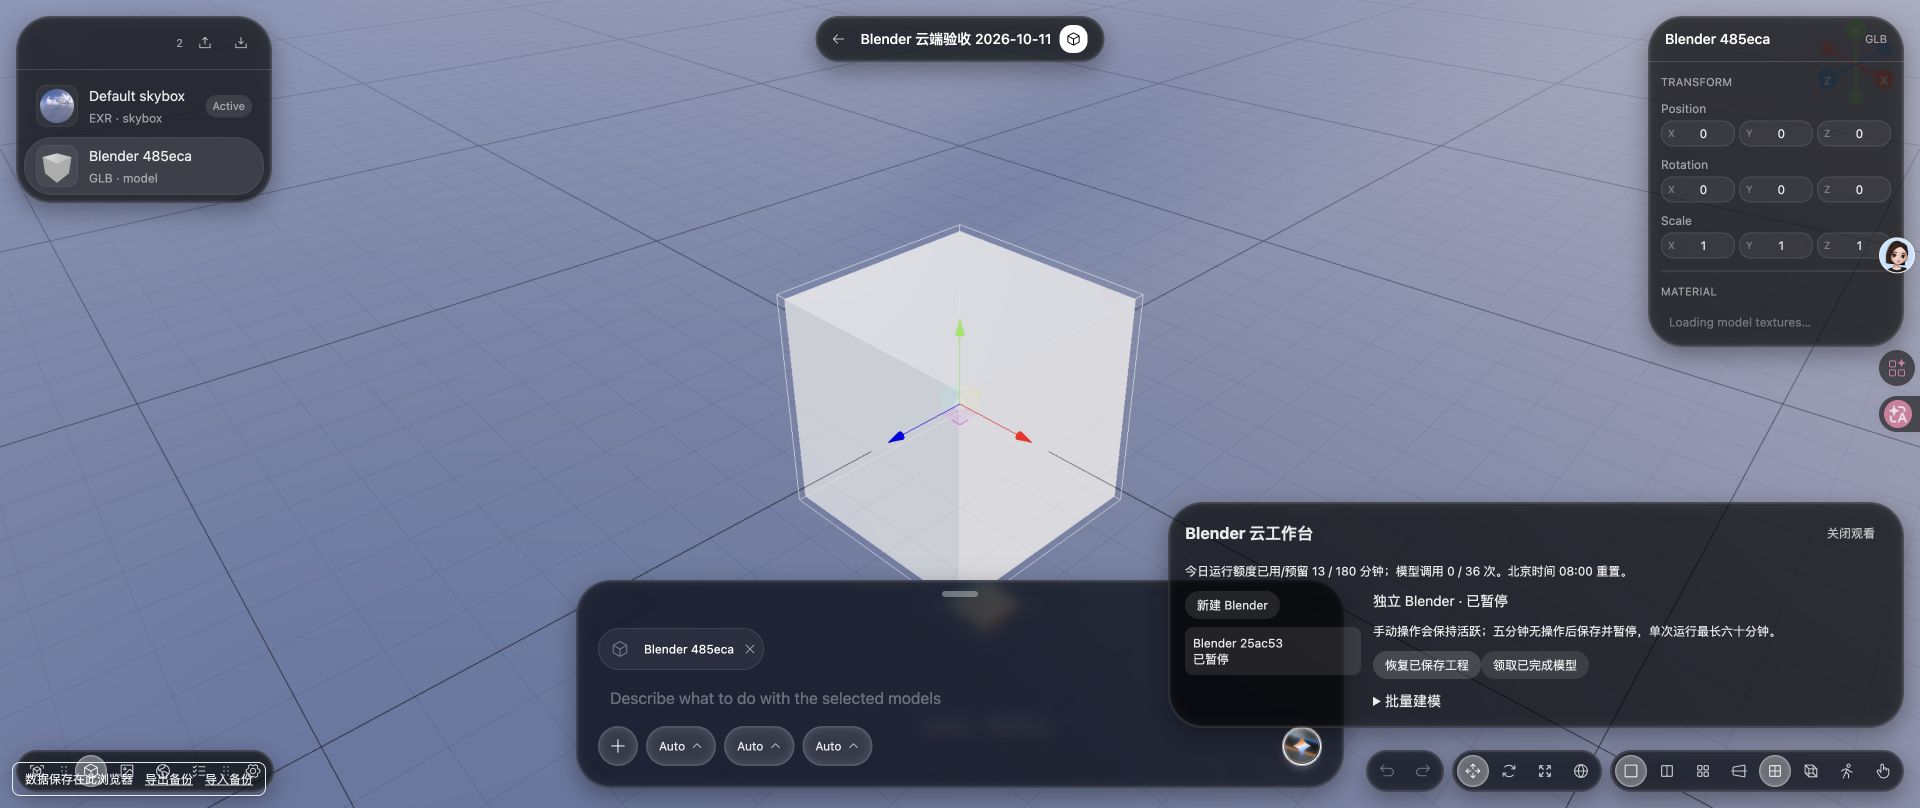 2
Default skybox
EXR · skybox
Active
Blender 485eca
GLB · model
Blender 云端验收 2026-10-11
Blender 485eca
GLB
Y
Z
X
TRANSFORM
Position
X 0 Y 0 Z 0
Rotation
X 0 Y 0 Z 0
Scale
X 1 Y 1 Z 1
MATERIAL
Loading model textures...
Blender 云工作台
关闭观看
今日运行额度已用/预留 13 / 180 分钟；模型调用 0 / 36 次。北京时间 08:00 重置。
新建 Blender
Blender 25ac53
已暂停
独立 Blender · 已暂停
手动操作会保持活跃；五分钟无操作后保存并暂停，单次运行最长六十分钟。
恢复已保存工程 领取已完成模型
批量建模
Blender 485eca
Describe what to do with the selected models
Auto Auto Auto
数据保存在此浏览器 导出备份 导入备份